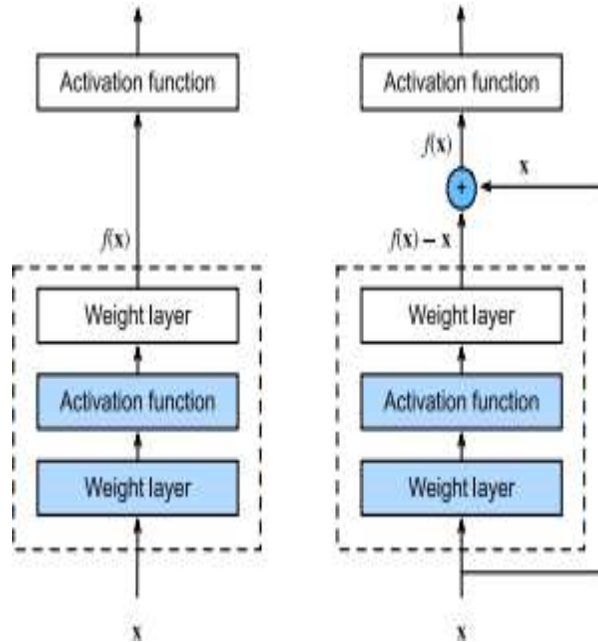 Activation function
f(x)
Weight layer
Activation function
Weight layer
x
Activation function
f(x)
x
+
f(x) – x
Weight layer
Activation function
Weight layer
x